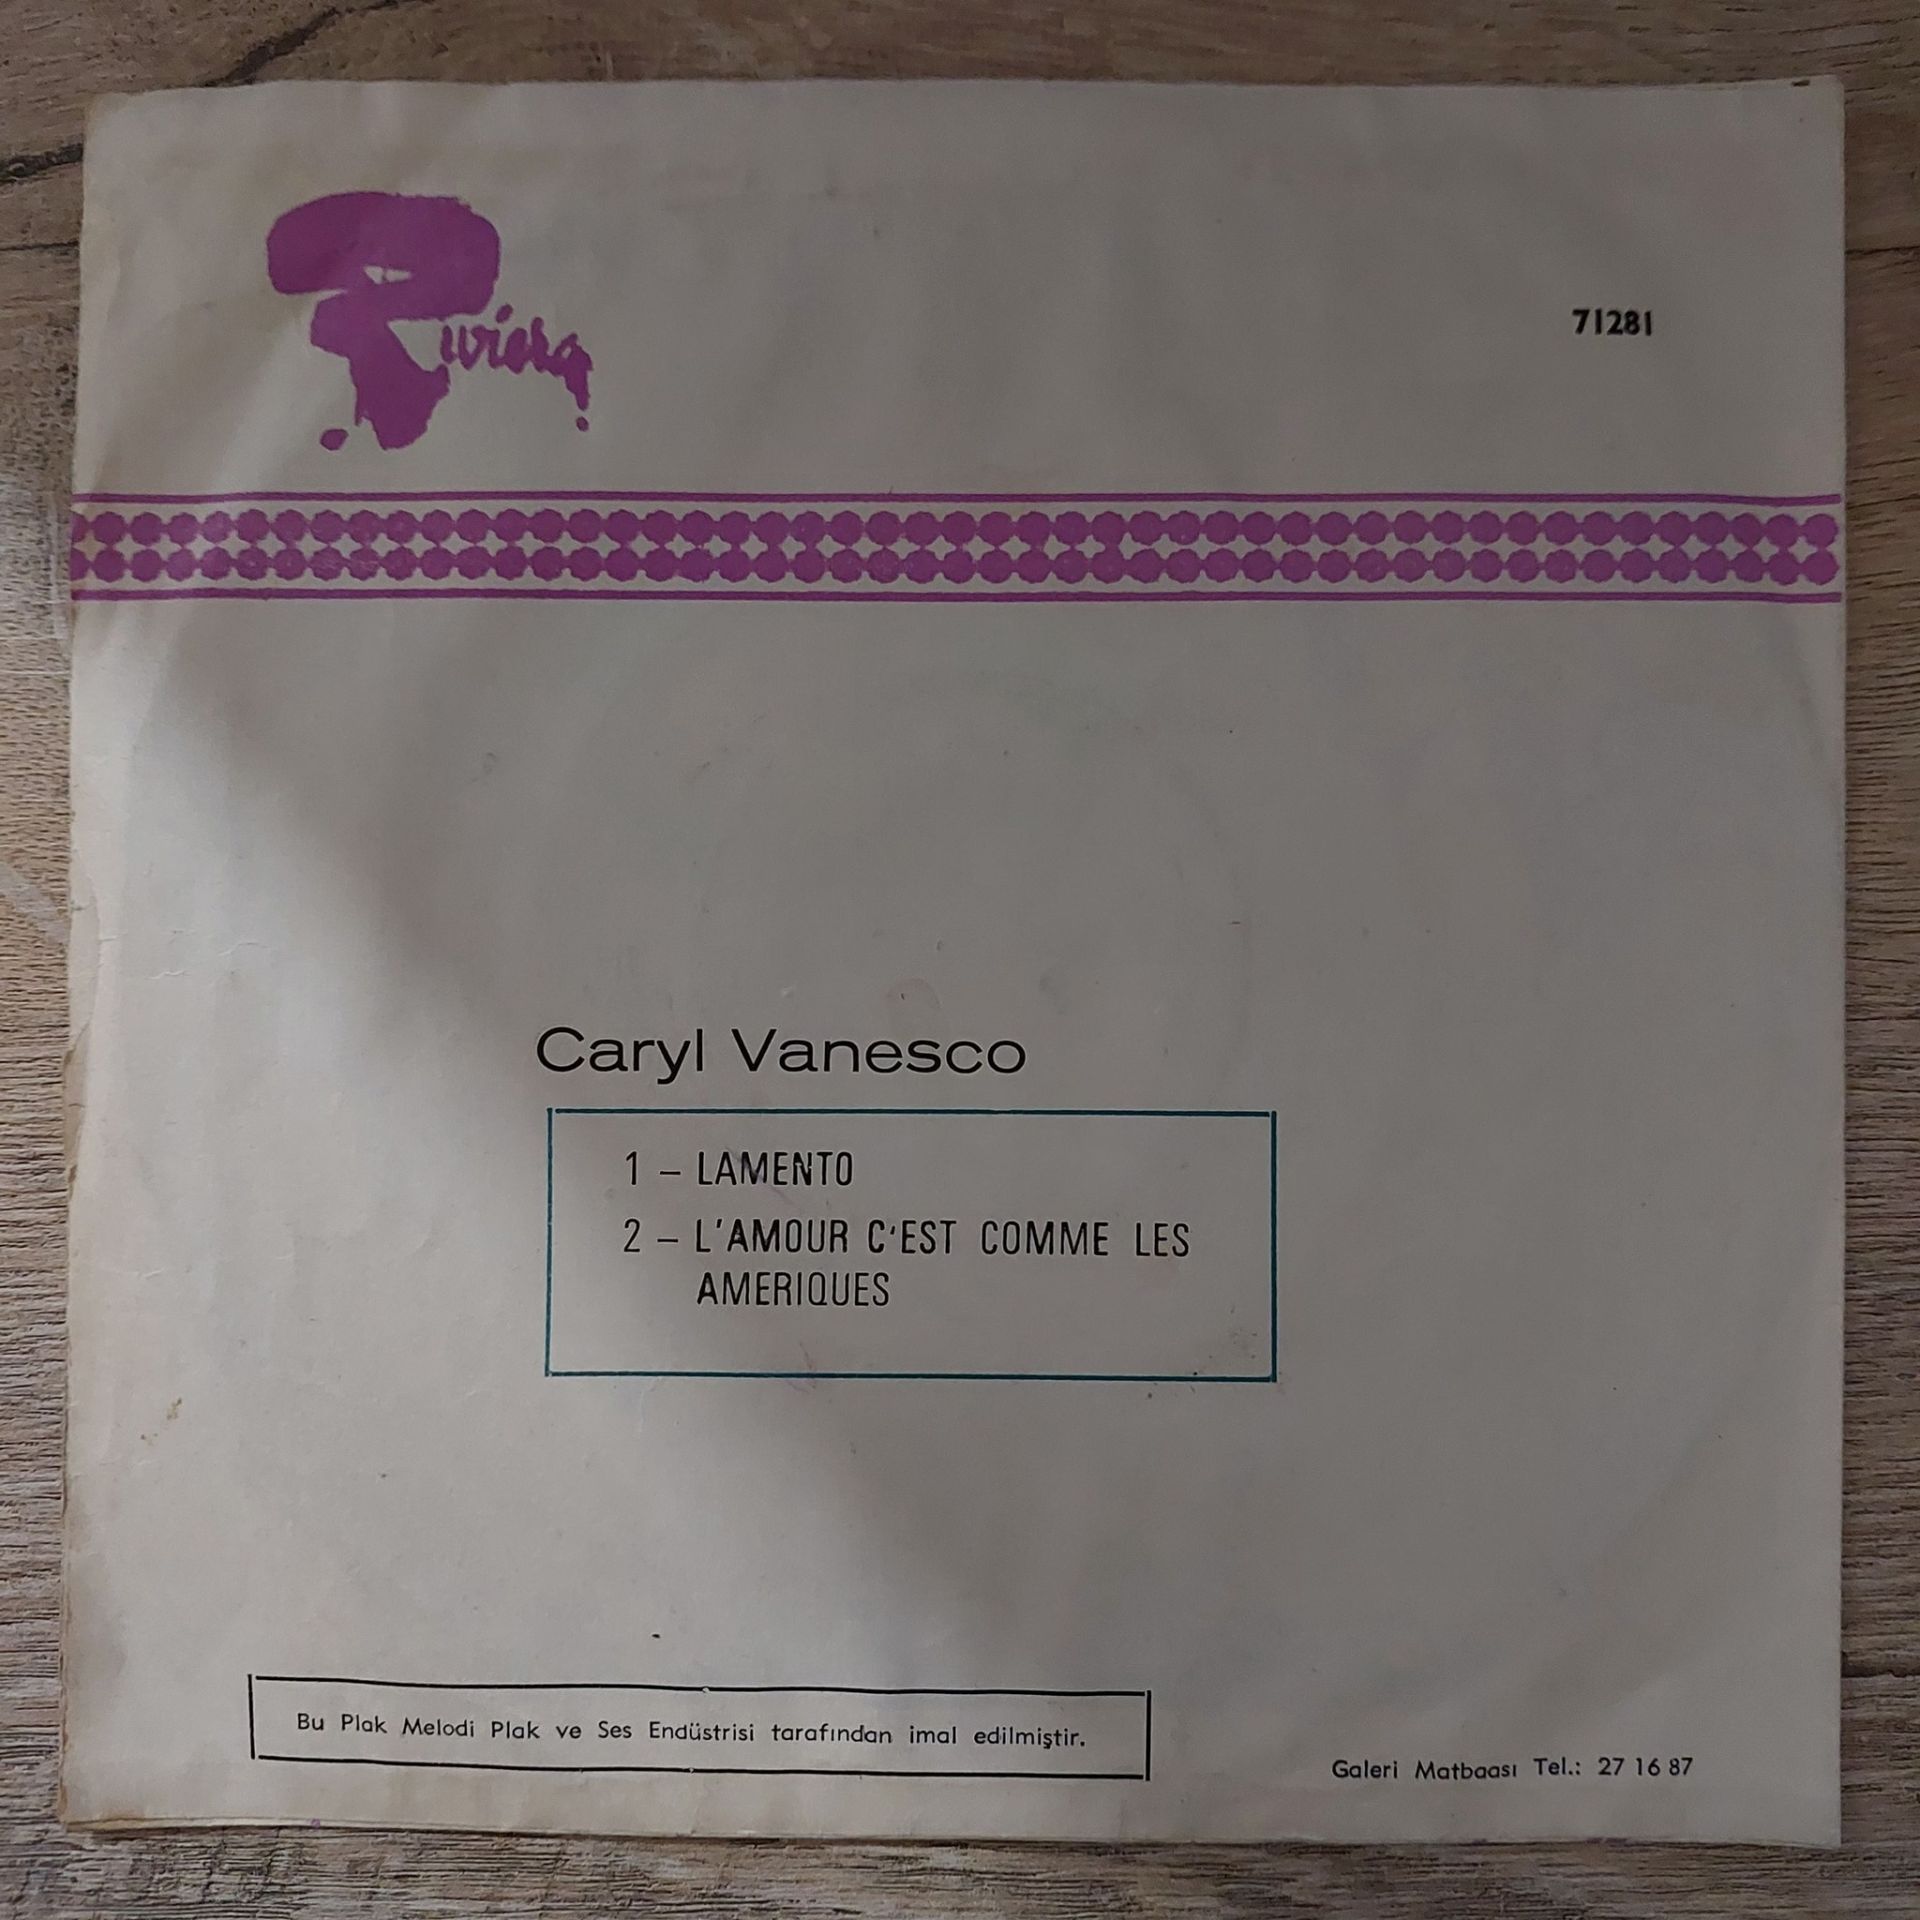 Riviera
71281
Caryl Vanesco
1 – LAMENTO
2 – L'AMOUR C'EST COMME LES
AMERIQUES
Bu Plak Melodi Plak ve Ses Endüstrisi tarafından imal edilmiştir.
Galeri Matbaası Tel.: 27 16 87